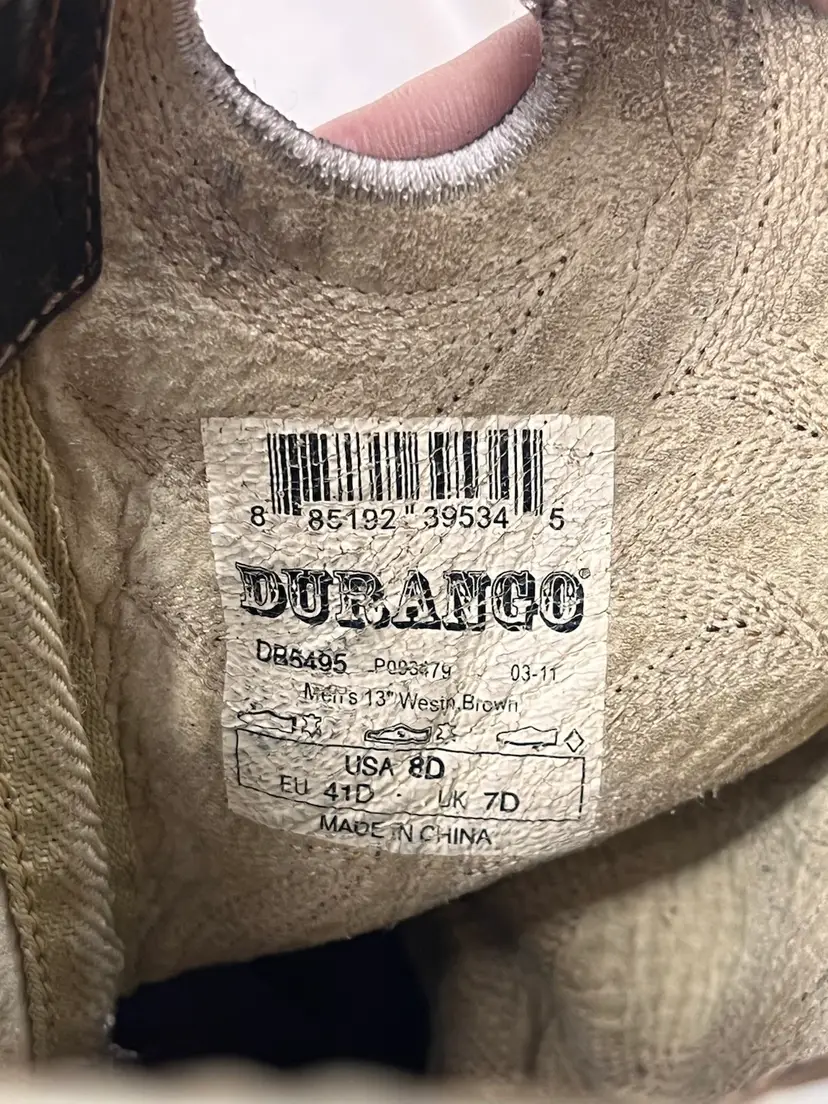 8 85192 39534 5
DURANGO®
DB5495 P093479 03-11
Men's 13" Westn, Brown
USA 8D
EU 41D · UK 7D
MADE IN CHINA